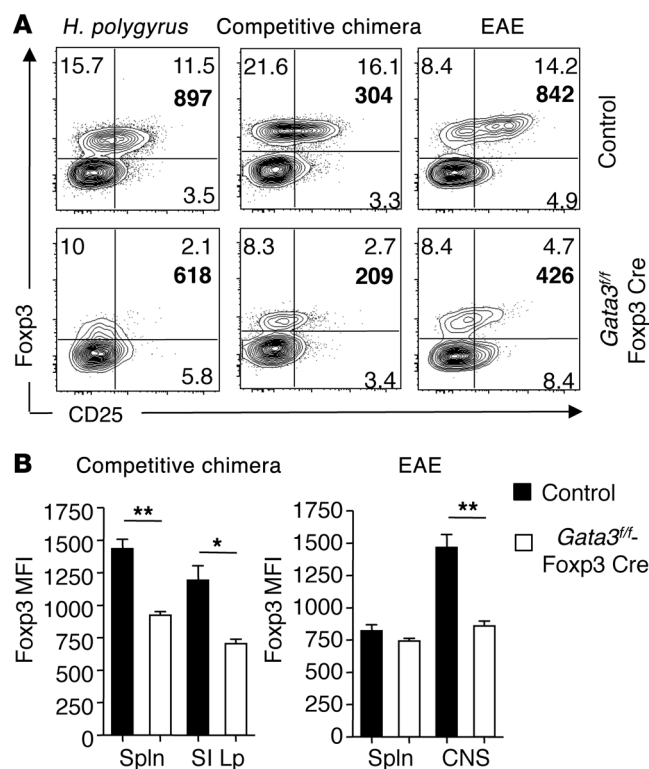 A
H. polygyrus
Competitive chimera
EAE
15.7 11.5
897
3.5
21.6 16.1
304
3.3
8.4 14.2
842
4.9
Control
10 2.1
618
5.8
8.3 2.7
209
3.4
8.4 4.7
426
8.4
Gata3f/f
Foxp3 Cre
Foxp3
CD25
B
Competitive chimera
EAE
Control
Gata3f/f-
Foxp3 Cre
Foxp3 MFI
1750
1500
1250
1000
750
500
250
0
**
*
Spln SI Lp
Foxp3 MFI
1750
1500
1250
1000
750
500
250
0
**
Spln CNS